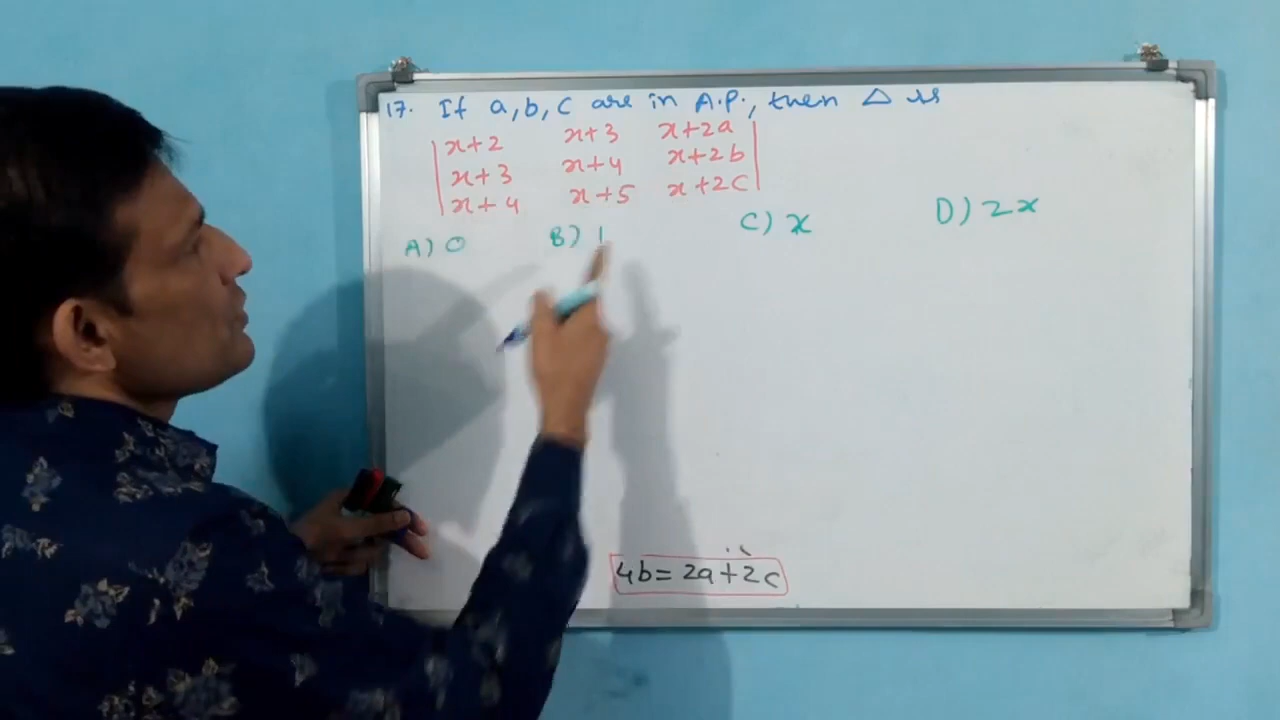 17. If a, b, c are in A.P., then △ is
x+2 x+3 x+2a
x+3 x+4 x+2b
x+4 x+5 x+2c
A) 0 B) 1 C) x D) 2x
4b = 2a+2c